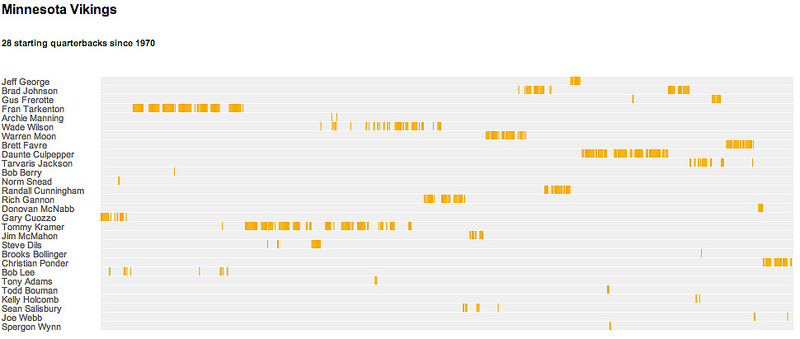 Minnesota Vikings
28 starting quarterbacks since 1970
Jeff George
Brad Johnson
Gus Frerotte
Fran Tarkenton
Archie Manning
Wade Wilson
Warren Moon
Brett Favre
Daunte Culpepper
Tarvaris Jackson
Bob Berry
Norm Snead
Randall Cunningham
Rich Gannon
Donovan McNabb
Gary Cuozzo
Tommy Kramer
Jim McMahon
Steve Dils
Brooks Bollinger
Christian Ponder
Bob Lee
Tony Adams
Todd Bouman
Kelly Holcomb
Sean Salisbury
Joe Webb
Spergon Wynn